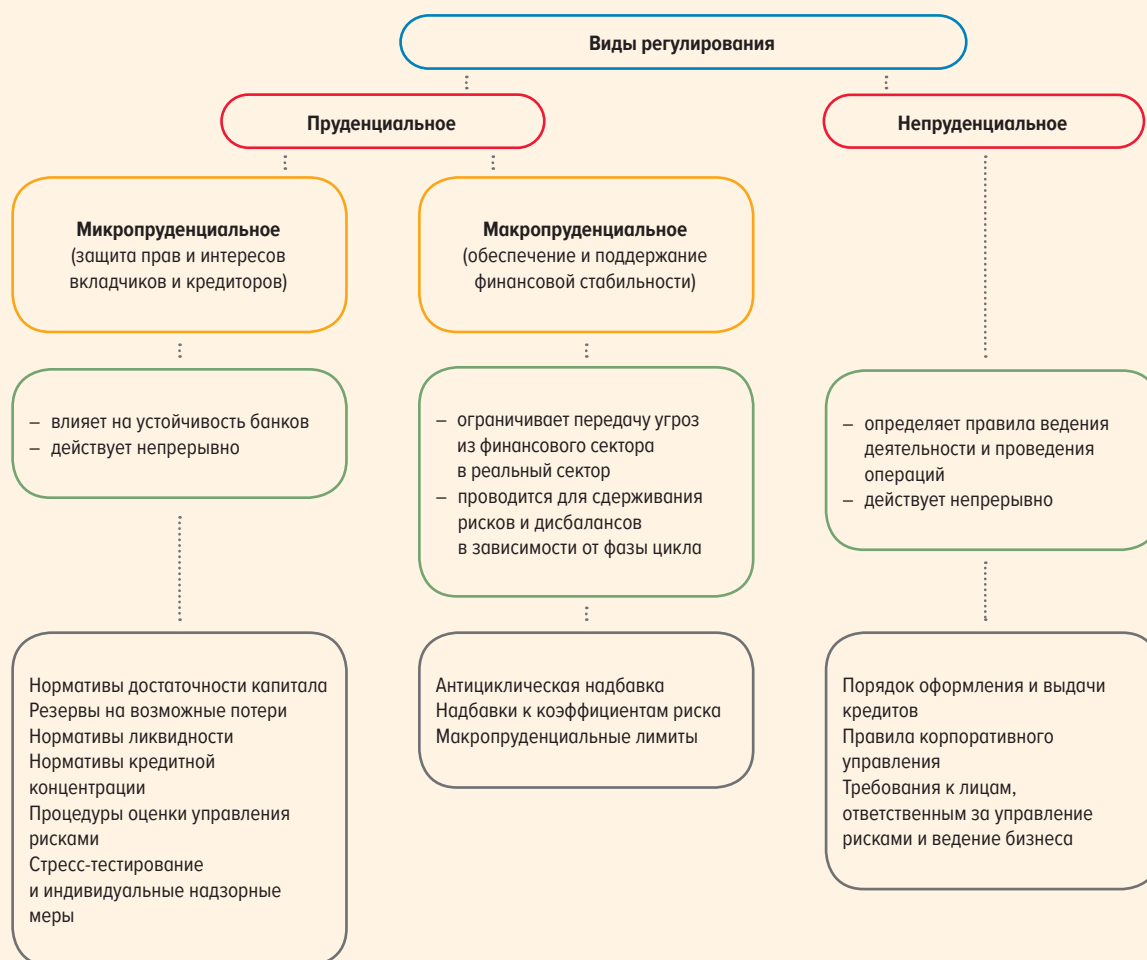 Виды регулирования
Пруденциальное
Непруденциальное
Микропруденциальное
(защита прав и интересов
вкладчиков и кредиторов)
Макропруденциальное
(обеспечение и поддержание
финансовой стабильности)
– влияет на устойчивость банков
– действует непрерывно
– ограничивает передачу угроз
из финансового сектора
в реальный сектор
– проводится для сдерживания
рисков и дисбалансов
в зависимости от фазы цикла
– определяет правила ведения
деятельности и проведения
операций
– действует непрерывно
Нормативы достаточности капитала
Резервы на возможные потери
Нормативы ликвидности
Нормативы кредитной
концентрации
Процедуры оценки управления
рисками
Стресс-тестирование
и индивидуальные надзорные
меры
Антициклическая надбавка
Надбавки к коэффициентам риска
Макропруденциальные лимиты
Порядок оформления и выдачи
кредитов
Правила корпоративного
управления
Требования к лицам,
ответственным за управление
рисками и ведение бизнеса